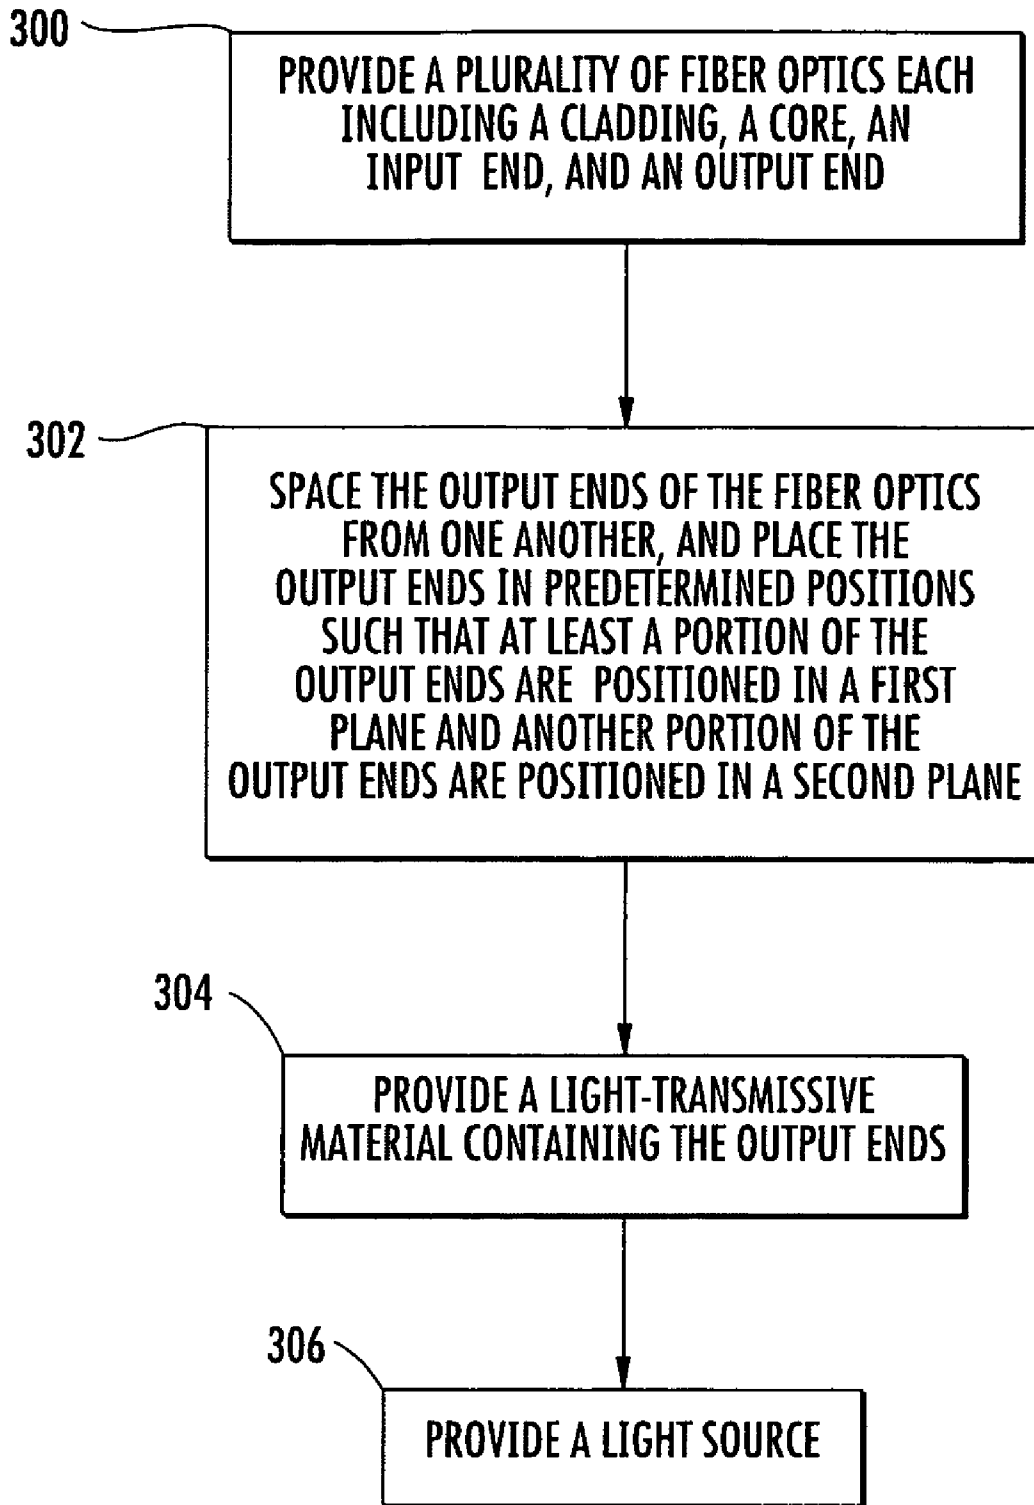 300
PROVIDE A PLURALITY OF FIBER OPTICS EACH
INCLUDING A CLADDING, A CORE, AN
INPUT END, AND AN OUTPUT END
302
SPACE THE OUTPUT ENDS OF THE FIBER OPTICS
FROM ONE ANOTHER, AND PLACE THE
OUTPUT ENDS IN PREDETERMINED POSITIONS
SUCH THAT AT LEAST A PORTION OF THE
OUTPUT ENDS ARE POSITIONED IN A FIRST
PLANE AND ANOTHER PORTION OF THE
OUTPUT ENDS ARE POSITIONED IN A SECOND PLANE
304
PROVIDE A LIGHT-TRANSMISSIVE
MATERIAL CONTAINING THE OUTPUT ENDS
306
PROVIDE A LIGHT SOURCE